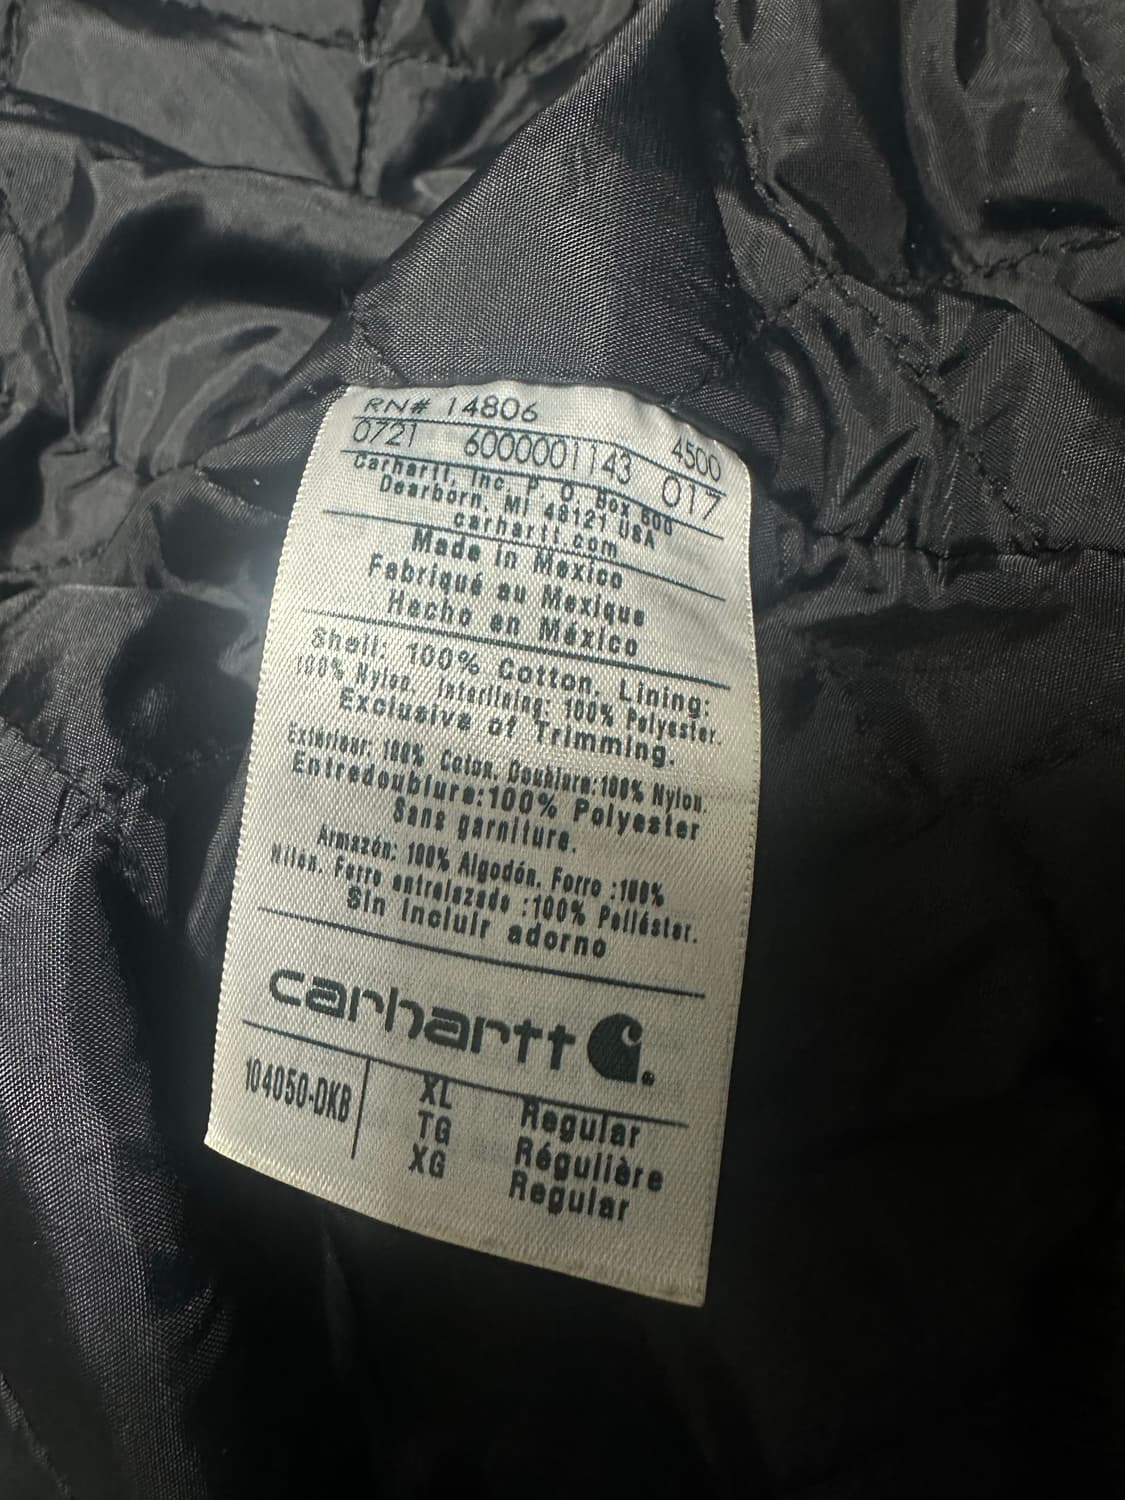 RN# 14806 4500
0721 6000001143 017
Carhartt, Inc. P. O. Box 600
Dearborn, MI 48121 USA
carhartt.com
Made in Mexico
Fabriqué au Mexique
Hecho en México
Shell: 100% Cotton. Lining:
100% Nylon. Interlining: 100% Polyester.
Exclusive of Trimming.
Extérieur: 100% Coton. Doublure:100% Nylon.
Entredoublure:100% Polyester
Sans garniture.
Armazón: 100% Algodón. Forro :100%
Nilon. Forro entrelazado :100% Poliéster.
Sin incluir adorno
carhartt
104050-DKB XL Regular
TG Régulière
XG Regular